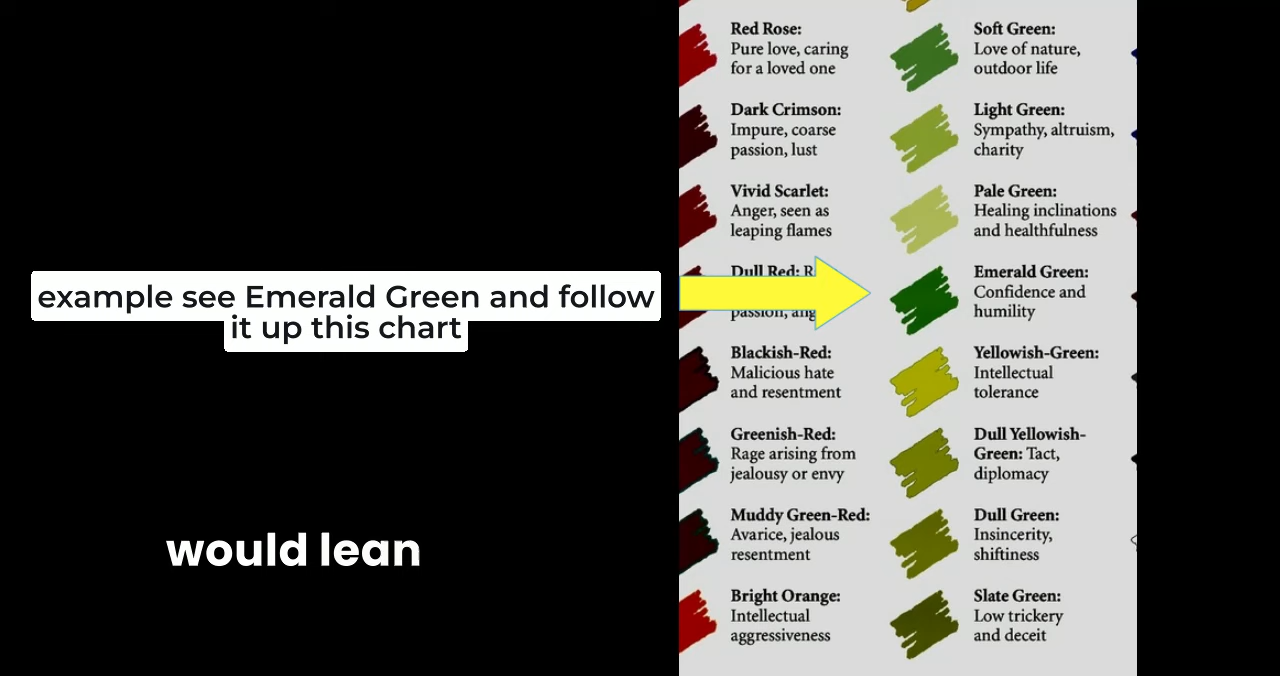 example see Emerald Green and follow
it up this chart
would lean
Red Rose:
Pure love, caring
for a loved one
Dark Crimson:
Impure, coarse
passion, lust
Vivid Scarlet:
Anger, seen as
leaping flames
Dull Red:
passion,
Blackish-Red:
Malicious hate
and resentment
Greenish-Red:
Rage arising from
jealousy or envy
Muddy Green-Red:
Avarice, jealous
resentment
Bright Orange:
Intellectual
aggressiveness
Soft Green:
Love of nature,
outdoor life
Light Green:
Sympathy, altruism,
charity
Pale Green:
Healing inclinations
and healthfulness
Emerald Green:
Confidence and
humility
Yellowish-Green:
Intellectual
tolerance
Dull Yellowish-
Green: Tact,
diplomacy
Dull Green:
Insincerity,
shiftiness
Slate Green:
Low trickery
and deceit